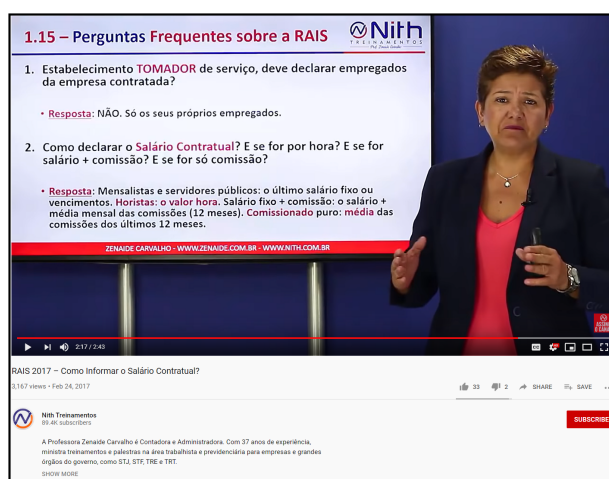 1.15 – Perguntas Frequentes sobre a RAIS
Nith
TREINAMENTOS
Prof. Zenaide Carvalho
1. Estabelecimento TOMADOR de serviço, deve declarar empregados
da empresa contratada?
• Resposta: NÃO. Só os seus próprios empregados.
2. Como declarar o Salário Contratual? E se for por hora? E se for
salário + comissão? E se for só comissão?
• Resposta: Mensalistas e servidores públicos: o último salário fixo ou
vencimentos. Horistas: o valor hora. Salário fixo + comissão: o salário +
média mensal das comissões (12 meses). Comissionado puro: média das
comissões dos últimos 12 meses.
ZENAIDE CARVALHO - WWW.ZENAIDE.COM.BR - WWW.NITH.COM.BR
2:17 / 2:43
RAIS 2017 – Como Informar o Salário Contratual?
3,167 views • Feb 24, 2017
33 2 SHARE SAVE
Nith Treinamentos
89.4K subscribers
SUBSCRIBE
A Professora Zenaide Carvalho é Contadora e Administradora. Com 37 anos de experiência,
ministra treinamentos e palestras na área trabalhista e previdenciária para empresas e grandes
órgãos do governo, como STJ, STF, TRE e TRT.
SHOW MORE